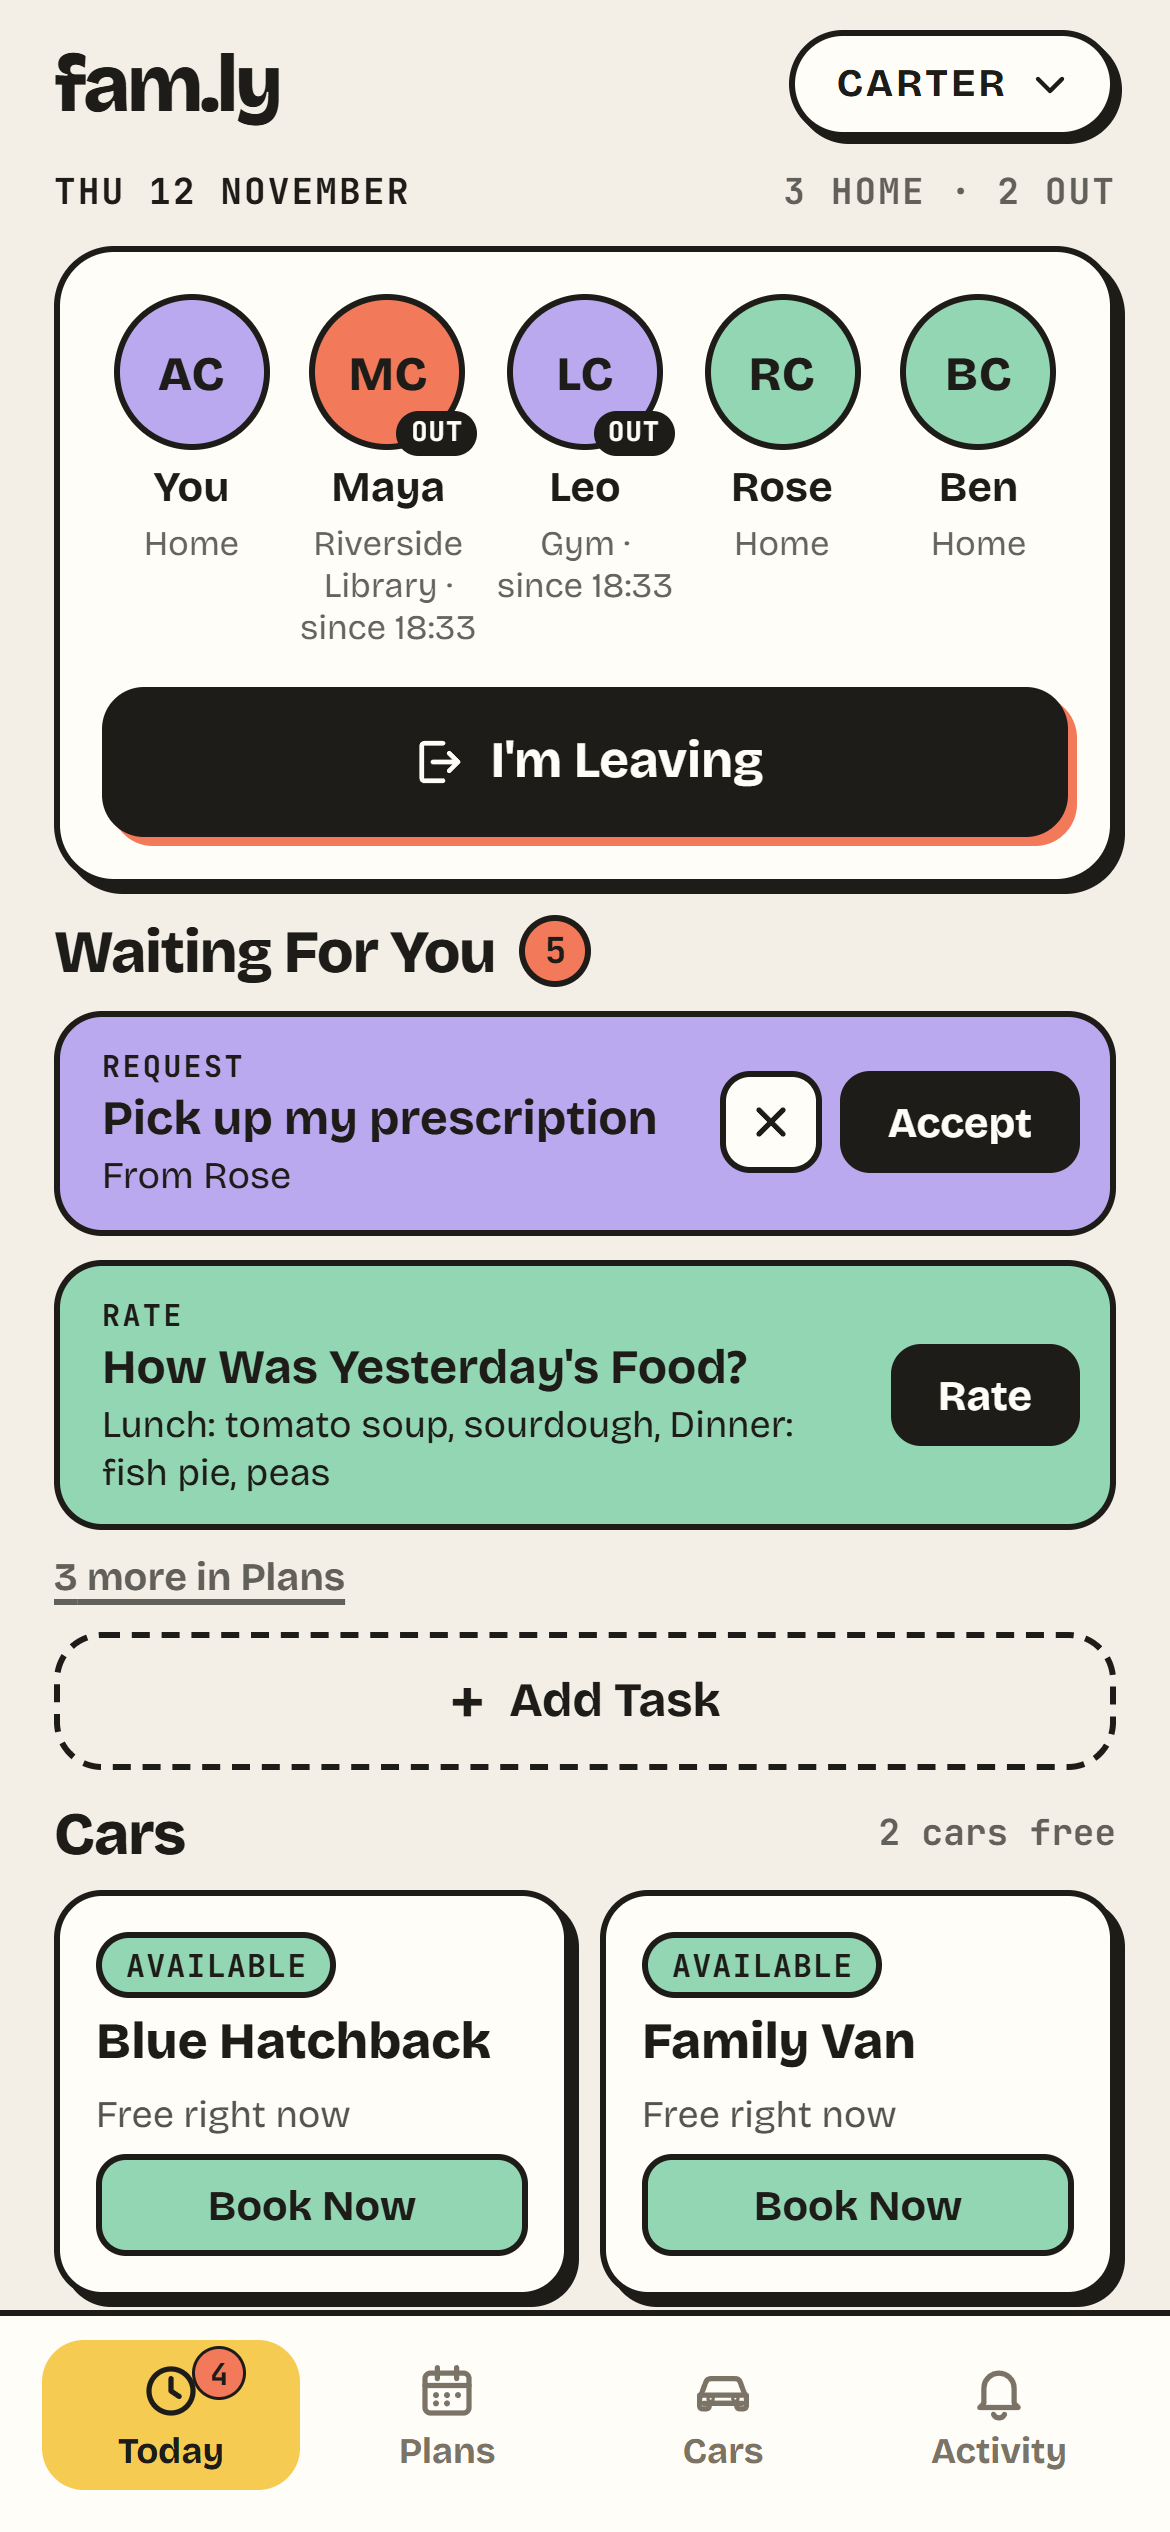 fam.ly
CARTER
THU 12 NOVEMBER
3 HOME · 2 OUT
AC
MC
LC
RC
BC
OUT
OUT
You
Maya
Leo
Rose
Ben
Home
Riverside
Library ·
since 18:33
Gym ·
since 18:33
Home
Home
I'm Leaving
Waiting For You
5
REQUEST
Pick up my prescription
From Rose
Accept
RATE
How Was Yesterday's Food?
Lunch: tomato soup, sourdough, Dinner:
fish pie, peas
Rate
3 more in Plans
+ Add Task
Cars
2 cars free
AVAILABLE
Blue Hatchback
Free right now
Book Now
AVAILABLE
Family Van
Free right now
Book Now
4
Today
Plans
Cars
Activity